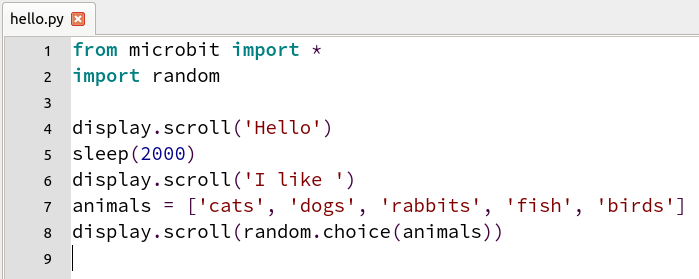 hello.py
1 from microbit import *
2 import random
3
4 display.scroll('Hello')
5 sleep(2000)
6 display.scroll('I like ')
7 animals = ['cats', 'dogs', 'rabbits', 'fish', 'birds']
8 display.scroll(random.choice(animals))
9